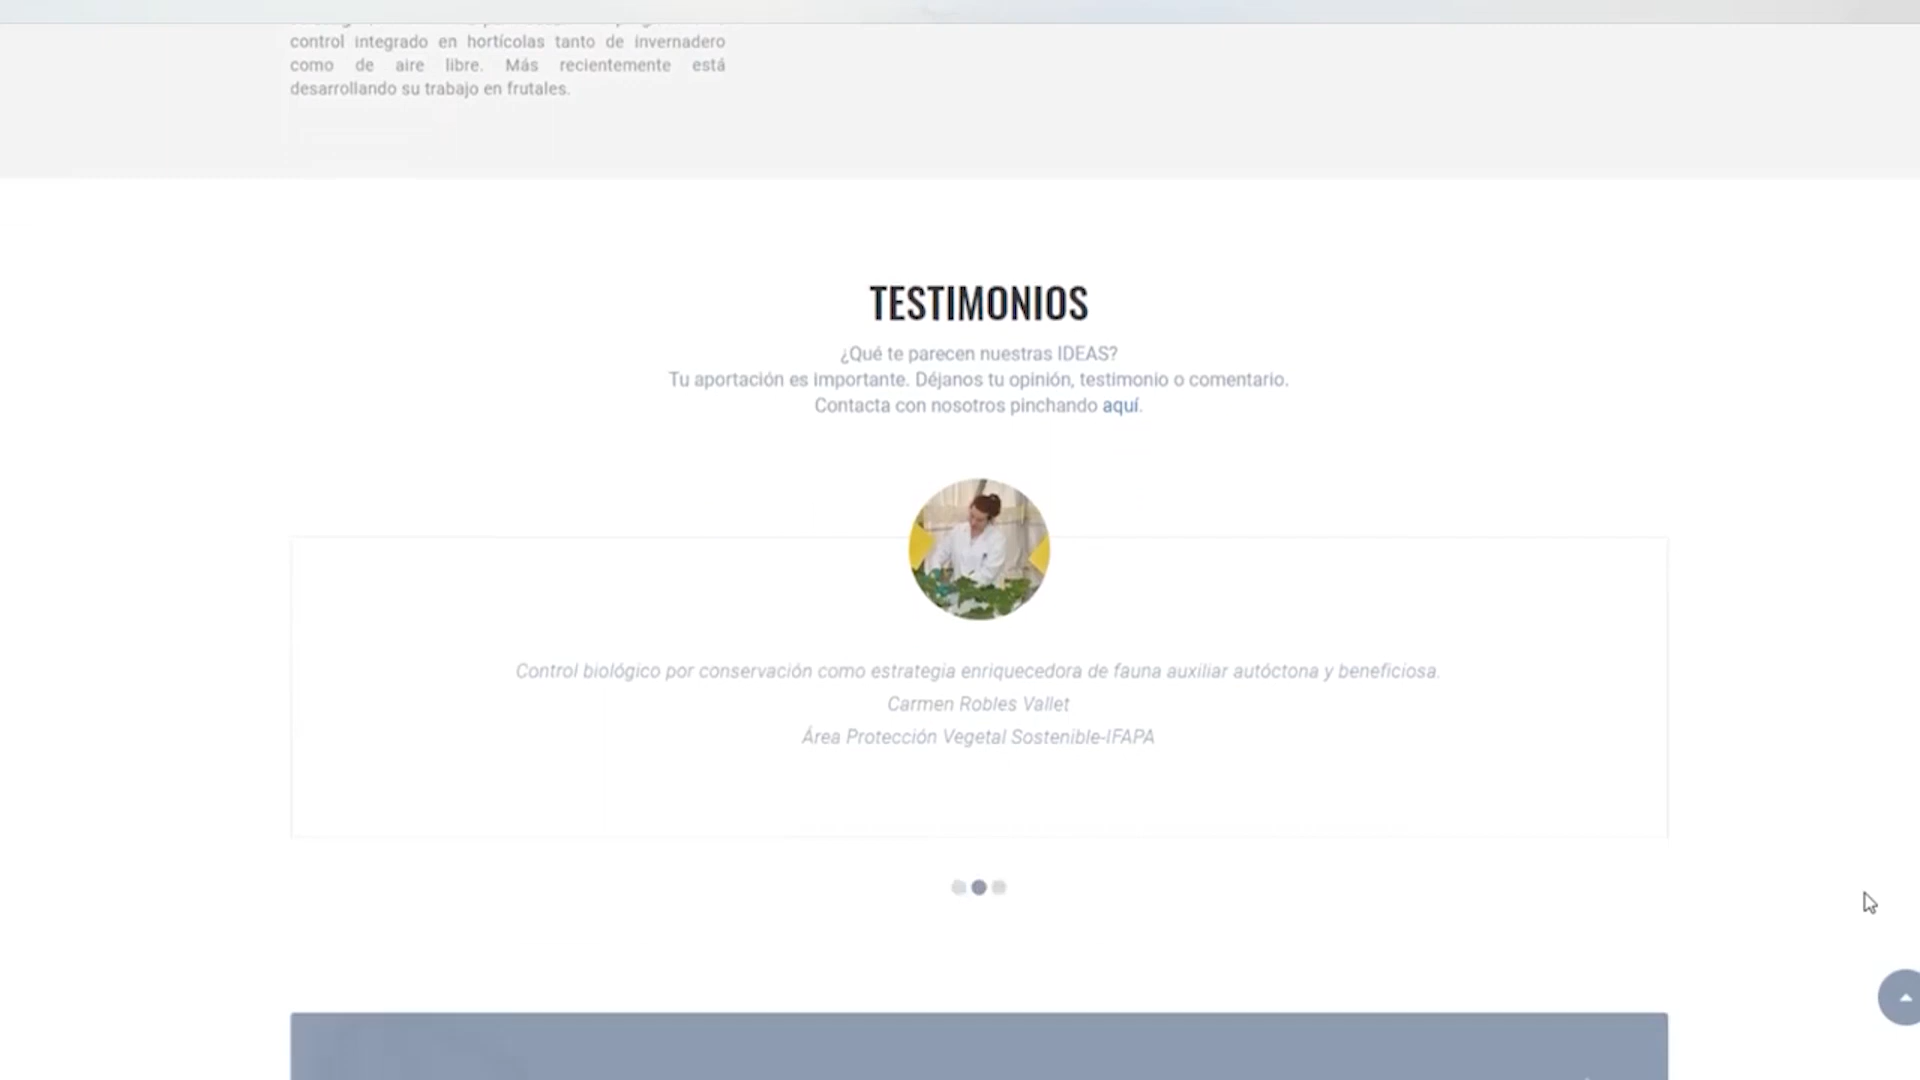 control integrado en hortícolas tanto de invernadero
como de aire libre. Más recientemente está
desarrollando su trabajo en frutales.
TESTIMONIOS
¿Qué te parecen nuestras IDEAS?
Tu aportación es importante. Déjanos tu opinión, testimonio o comentario.
Contacta con nosotros pinchando aquí.
Control biológico por conservación como estrategia enriquecedora de fauna auxiliar autóctona y beneficiosa.
Carmen Robles Vallet
Área Protección Vegetal Sostenible-IFAPA